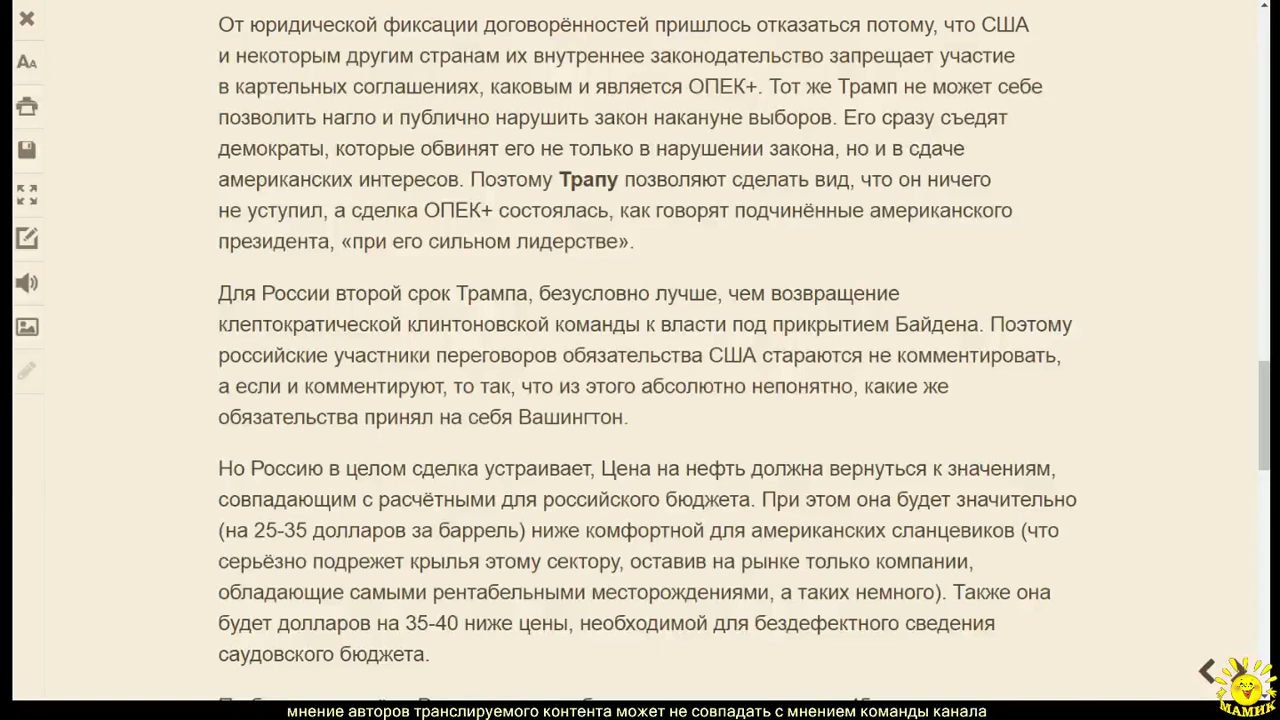 От юридической фиксации договорённостей пришлось отказаться потому, что США
и некоторым другим странам их внутреннее законодательство запрещает участие
в картельных соглашениях, каковым и является ОПЕК+. Тот же Трамп не может себе
позволить нагло и публично нарушить закон накануне выборов. Его сразу съедят
демократы, которые обвинят его не только в нарушении закона, но и в сдаче
американских интересов. Поэтому Трапу позволяют сделать вид, что он ничего
не уступил, а сделка ОПЕК+ состоялась, как говорят подчинённые американского
президента, «при его сильном лидерстве».
Для России второй срок Трампа, безусловно лучше, чем возвращение
клептократической клинтоновской команды к власти под прикрытием Байдена. Поэтому
российские участники переговоров обязательства США стараются не комментировать,
а если и комментируют, то так, что из этого абсолютно непонятно, какие же
обязательства принял на себя Вашингтон.
Но Россию в целом сделка устраивает, Цена на нефть должна вернуться к значениям,
совпадающим с расчётными для российского бюджета. При этом она будет значительно
(на 25-35 долларов за баррель) ниже комфортной для американских сланцевиков (что
серьёзно подрежет крылья этому сектору, оставив на рынке только компании,
обладающие самыми рентабельными месторождениями, а таких немного). Также она
будет долларов на 35-40 ниже цены, необходимой для бездефектного сведения
саудовского бюджета.
МАМИК
мнение авторов транслируемого контента может не совпадать с мнением команды канала